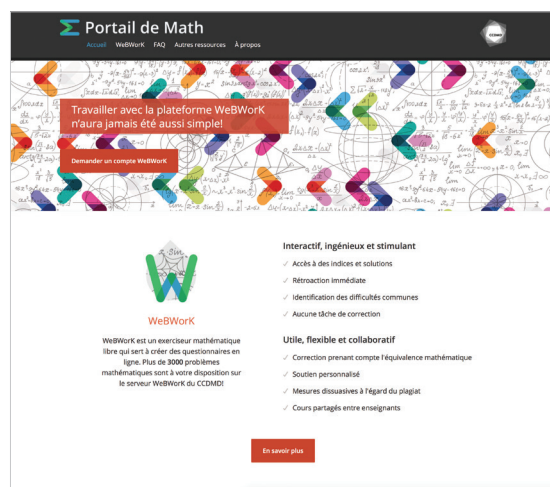 Portail de Math
Accueil WeBWorK FAQ Autres ressources À propos
CCDMD
Travailler avec la plateforme WeBWorK
n'aura jamais été aussi simple!
Demander un compte WeBWorK
WeBWorK
WeBWorK est un exerciseur mathématique
libre qui sert à créer des questionnaires en
ligne. Plus de 3000 problèmes
mathématiques sont à votre disposition sur
le serveur WeBWorK du CCDMD!
Interactif, ingénieux et stimulant
✓ Accès à des indices et solutions
✓ Rétroaction immédiate
✓ Identification des difficultés communes
✓ Aucune tâche de correction
Utile, flexible et collaboratif
✓ Correction prenant compte l'équivalence mathématique
✓ Soutien personnalisé
✓ Mesures dissuasives à l'égard du plagiat
✓ Cours partagés entre enseignants
En savoir plus